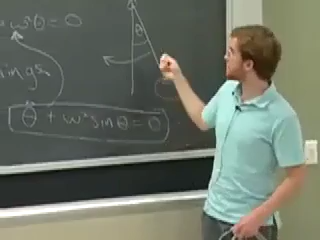 ω²θ = 0
θ
ings
θ̈ + ω² sin θ = 0